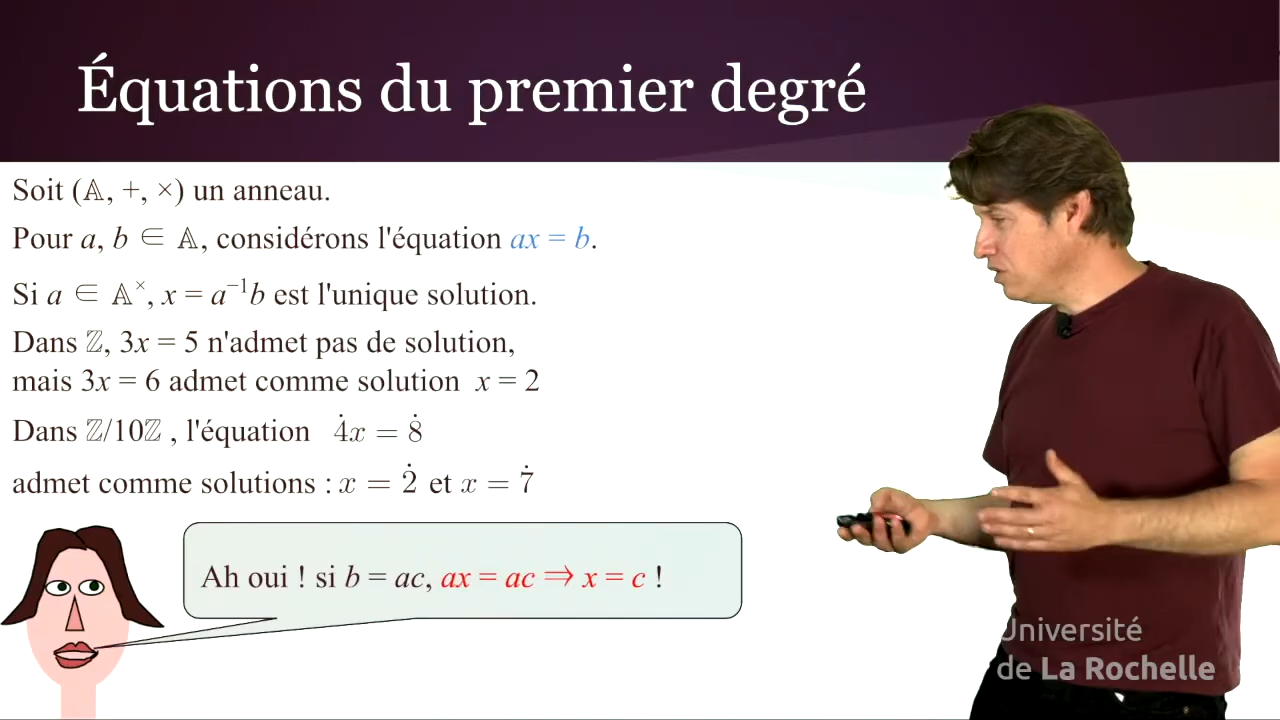 Équations du premier degré
Soit (𝔸, +, ×) un anneau.
Pour a, b ∈ 𝔸, considérons l'équation ax = b.
Si a ∈ 𝔸×, x = a⁻¹b est l'unique solution.
Dans ℤ, 3x = 5 n'admet pas de solution,
mais 3x = 6 admet comme solution x = 2
Dans ℤ/10ℤ , l'équation 4̇x = 8̇
admet comme solutions : x = 2̇ et x = 7̇
Ah oui ! si b = ac, ax = ac ⇒ x = c !
Université
de La Rochelle